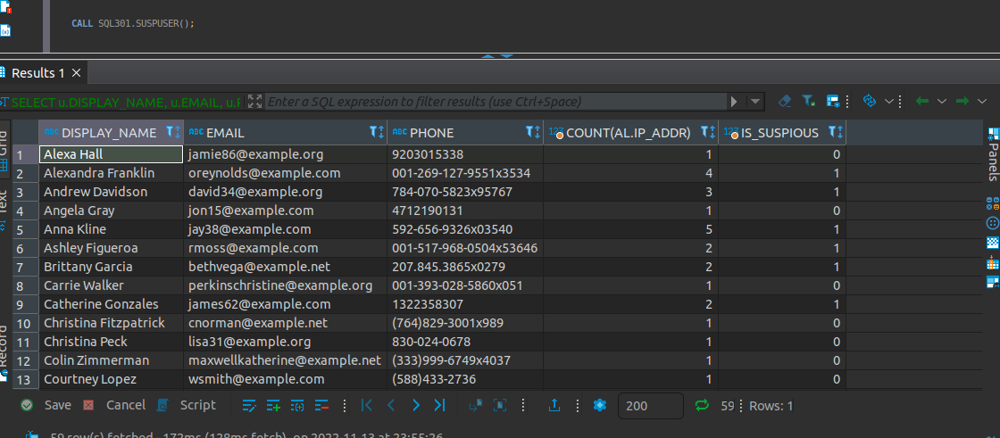 CALL SQL301.SUSPUSER();
Results 1
SELECT u.DISPLAY_NAME, u.EMAIL, u.I Enter a SQL expression to filter results (use Ctrl+Space)
Grid
Text
Record
Panels
DISPLAY_NAME EMAIL PHONE COUNT(AL.IP_ADDR) IS_SUSPIOUS
1 Alexa Hall jamie86@example.org 9203015338 1 0
2 Alexandra Franklin oreynolds@example.com 001-269-127-9551x3534 4 1
3 Andrew Davidson david34@example.org 784-070-5823x95767 3 1
4 Angela Gray jon15@example.com 4712190131 1 0
5 Anna Kline jay38@example.com 592-656-9326x03540 5 1
6 Ashley Figueroa rmoss@example.com 001-517-968-0504x53646 2 1
7 Brittany Garcia bethvega@example.net 207.845.3865x0279 2 1
8 Carrie Walker perkinschristine@example.org 001-393-028-5860x051 1 0
9 Catherine Gonzales james62@example.com 1322358307 2 1
10 Christina Fitzpatrick cnorman@example.net (764)829-3001x989 1 0
11 Christina Peck lisa31@example.org 830-024-0678 1 0
12 Colin Zimmerman maxwellkatherine@example.net (333)999-6749x4037 1 0
13 Courtney Lopez wsmith@example.com (588)433-2736 1 0
Save Cancel Script 200 59 Rows: 1
59 row(s) fetched - 172ms (128ms fetch), on 2022-11-13 at 23:55:26